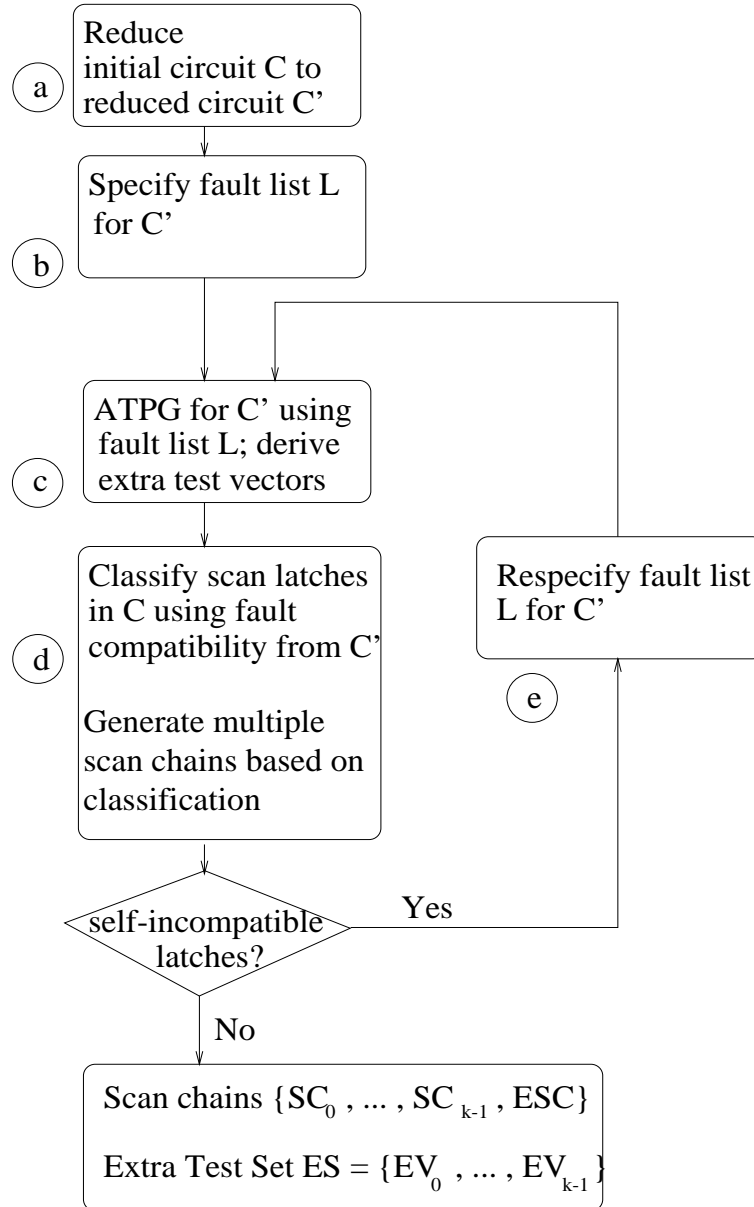 Reduce
initial circuit C to
reduced circuit C’
a
Specify fault list L
for C’
b
ATPG for C’ using
fault list L; derive
extra test vectors
c
Classify scan latches
in C using fault
compatibility from C’
d
Generate multiple
scan chains based on
classification
Respecify fault list
L for C’
e
self-incompatible
latches?
Yes
No
Scan chains {SC0 , ... , SC k-1 , ESC}
Extra Test Set ES = {EV0 , ... , EVk-1 }